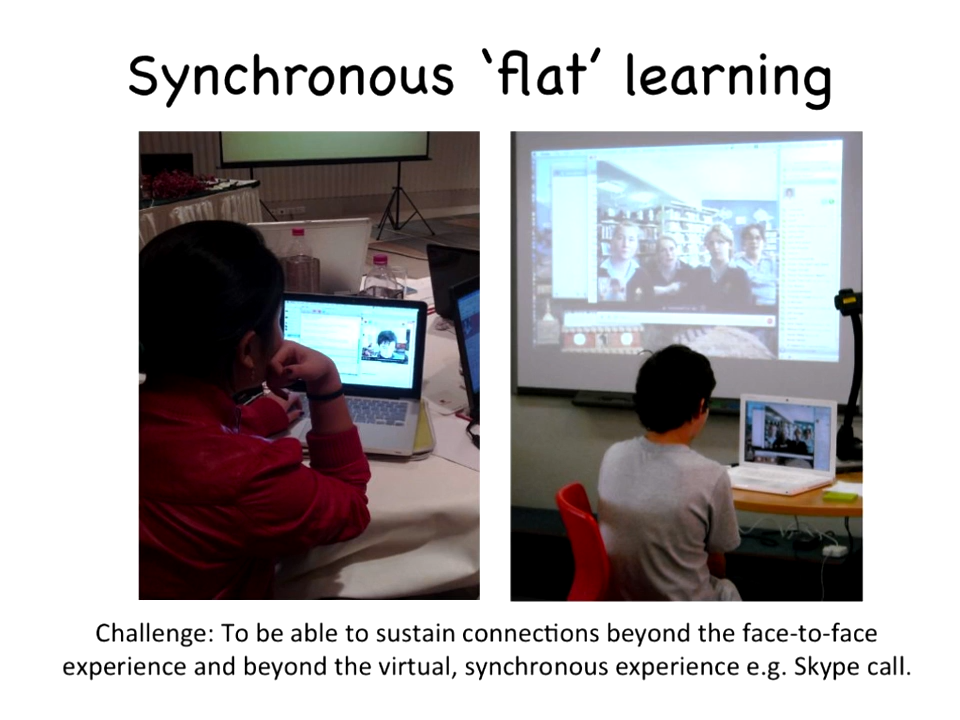 Synchronous ‘flat’ learning
Challenge: To be able to sustain connections beyond the face-to-face
experience and beyond the virtual, synchronous experience e.g. Skype call.